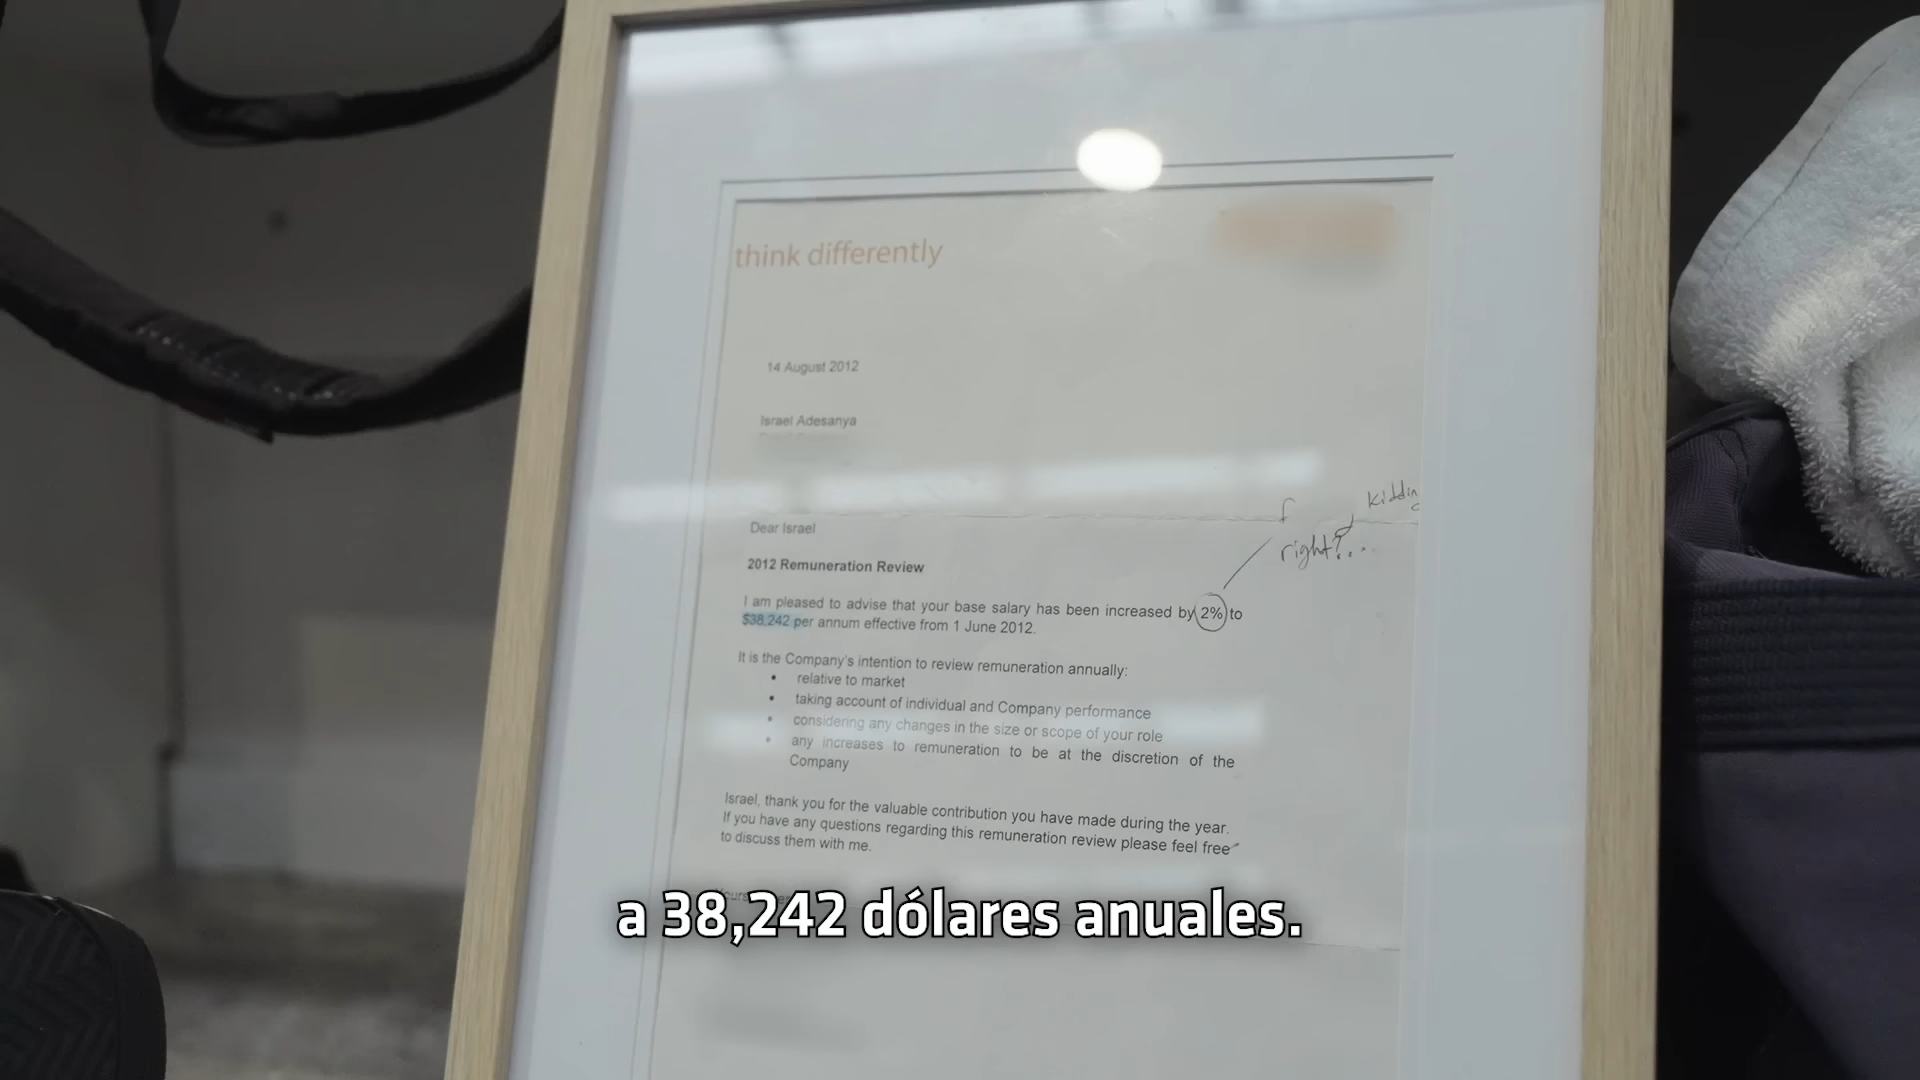 think differently
14 August 2012
Israel Adesanya
Dear Israel
kidding
right?...
2012 Remuneration Review
I am pleased to advise that your base salary has been increased by 2% to
$38,242 per annum effective from 1 June 2012.
It is the Company's intention to review remuneration annually:
• relative to market
• taking account of individual and Company performance
• considering any changes in the size or scope of your role
• any increases to remuneration to be at the discretion of the
Company
Israel, thank you for the valuable contribution you have made during the year.
If you have any questions regarding this remuneration review please feel free
to discuss them with me.
a 38,242 dólares anuales.